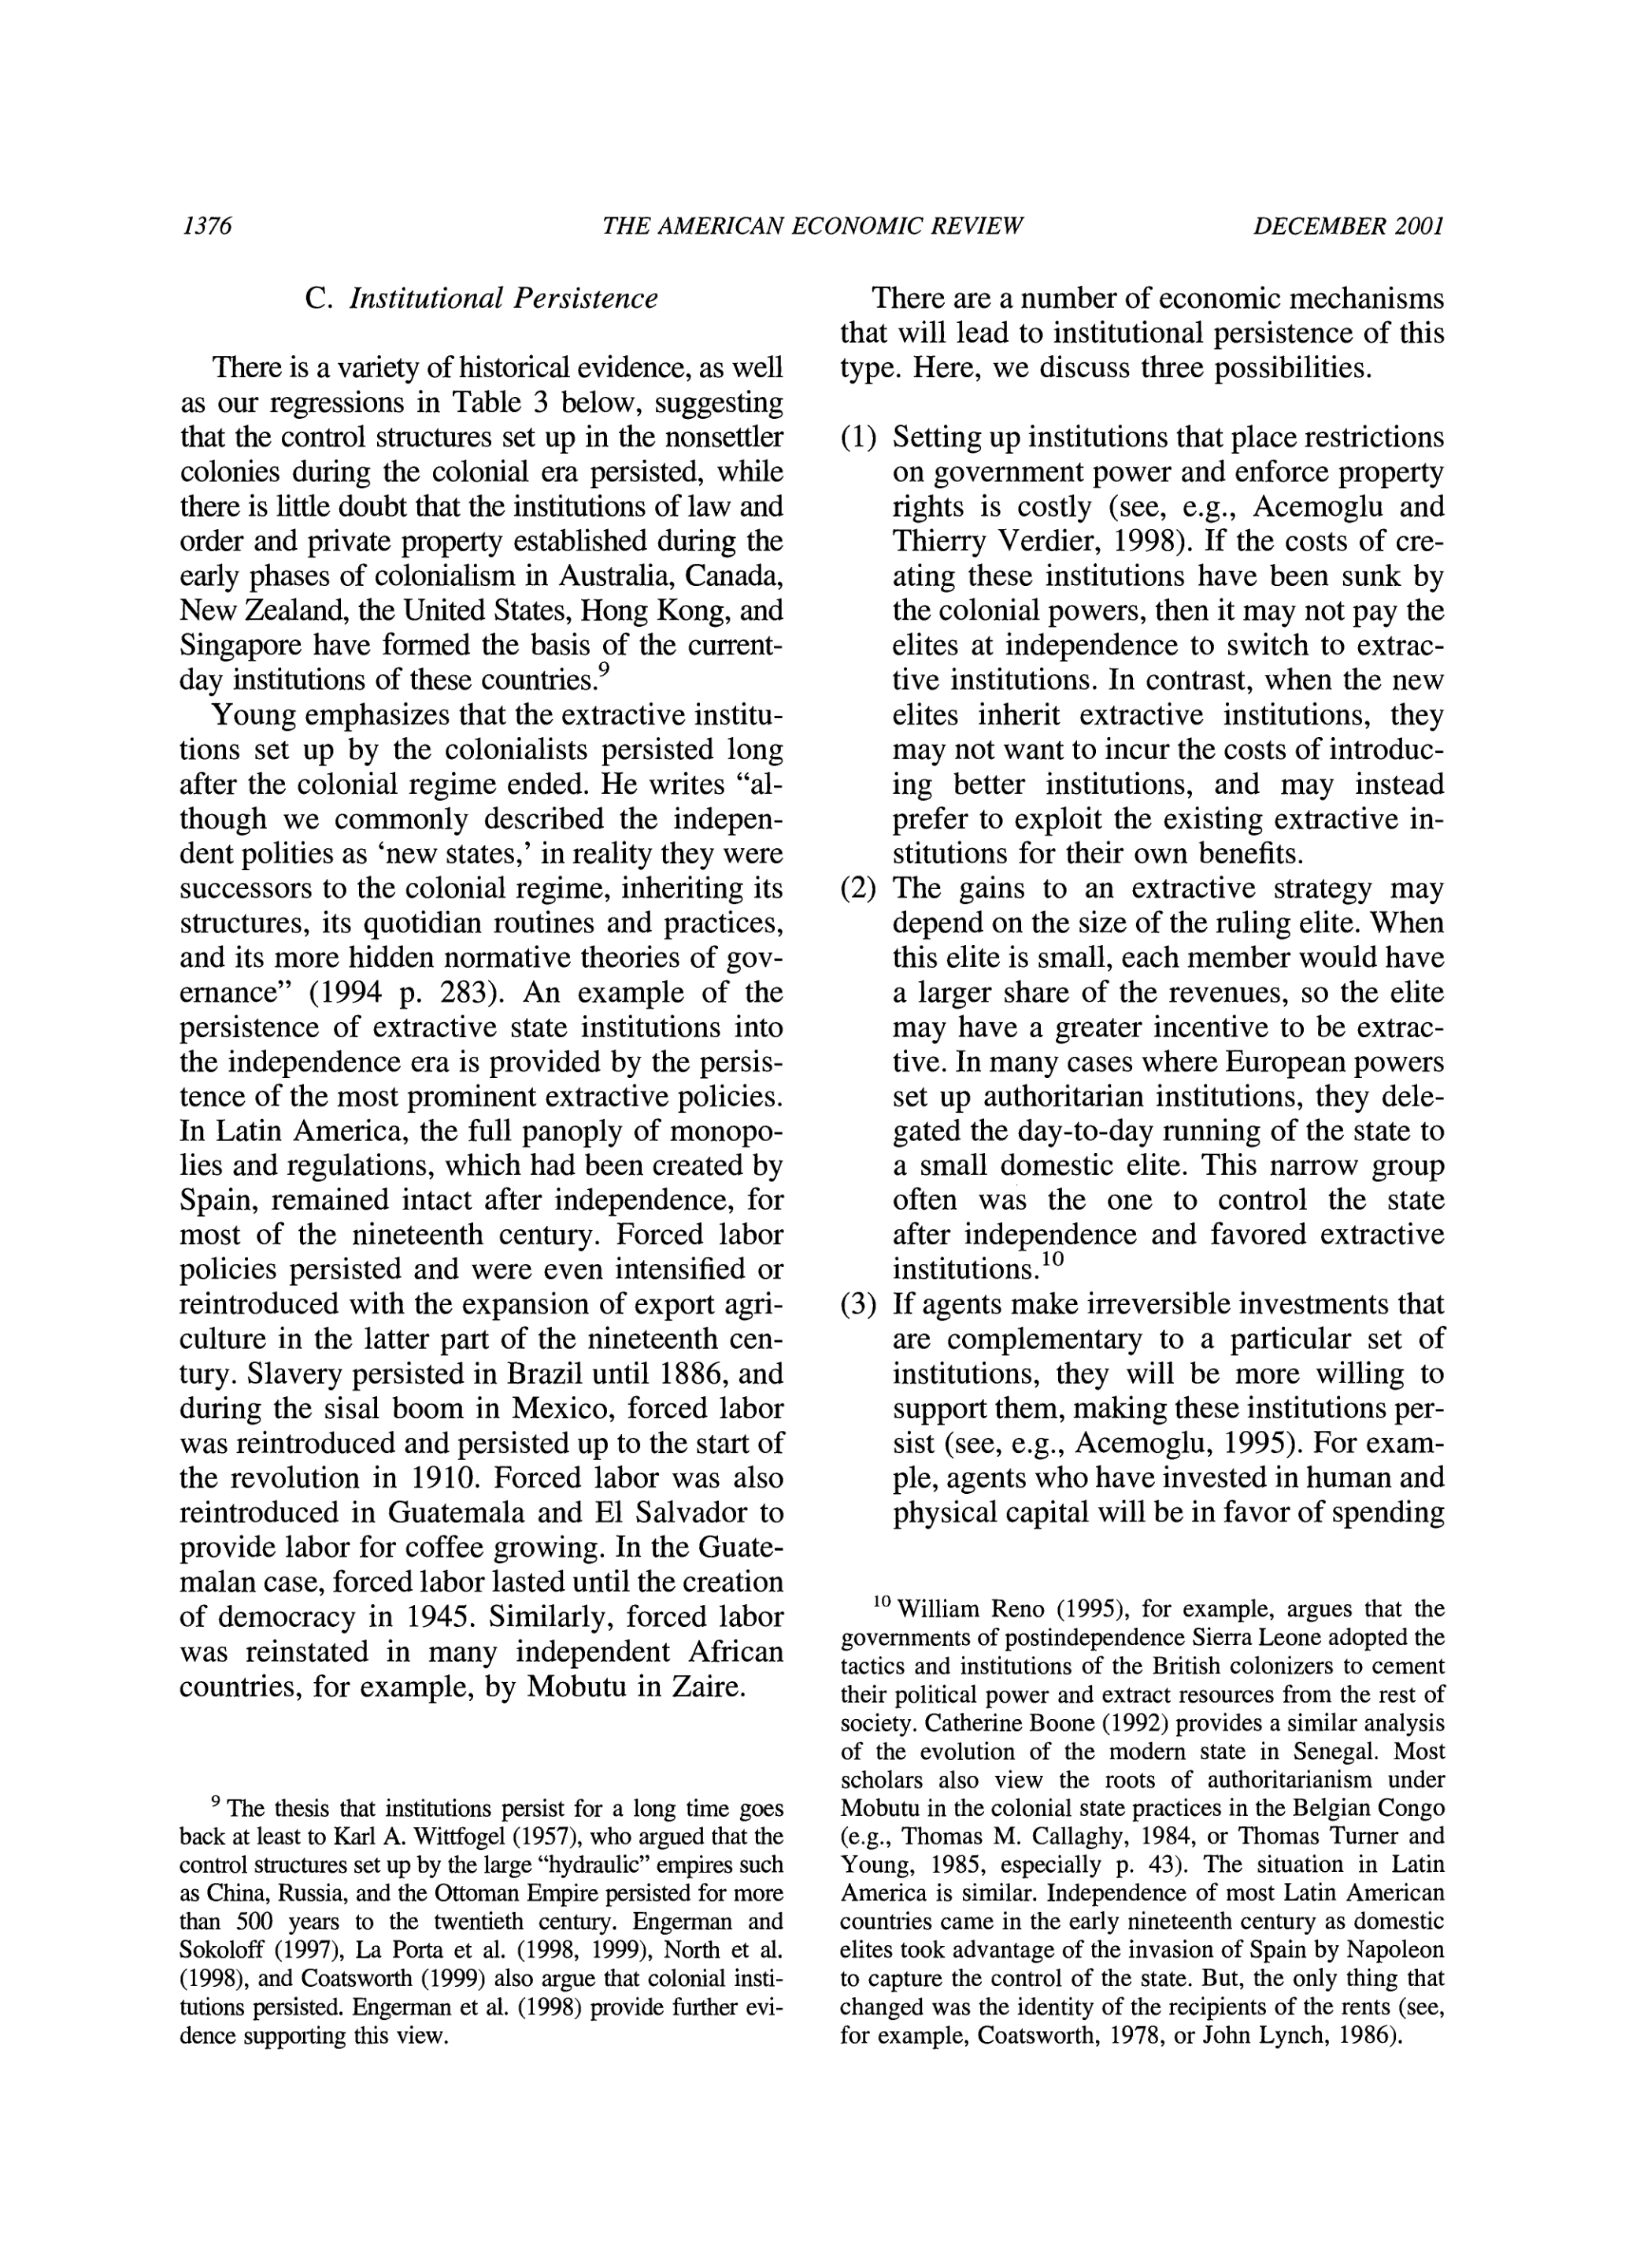 1376
THE AMERICAN ECONOMIC REVIEW
DECEMBER 2001
C. Institutional Persistence
There is a variety of historical evidence, as well
as our regressions in Table 3 below, suggesting
that the control structures set up in the nonsettler
colonies during the colonial era persisted, while
there is little doubt that the institutions of law and
order and private property established during the
early phases of colonialism in Australia, Canada,
New Zealand, the United States, Hong Kong, and
Singapore have formed the basis of the current-
day institutions of these countries.⁹
Young emphasizes that the extractive institu-
tions set up by the colonialists persisted long
after the colonial regime ended. He writes “al-
though we commonly described the indepen-
dent polities as ‘new states,’ in reality they were
successors to the colonial regime, inheriting its
structures, its quotidian routines and practices,
and its more hidden normative theories of gov-
ernance” (1994 p. 283). An example of the
persistence of extractive state institutions into
the independence era is provided by the persis-
tence of the most prominent extractive policies.
In Latin America, the full panoply of monopo-
lies and regulations, which had been created by
Spain, remained intact after independence, for
most of the nineteenth century. Forced labor
policies persisted and were even intensified or
reintroduced with the expansion of export agri-
culture in the latter part of the nineteenth cen-
tury. Slavery persisted in Brazil until 1886, and
during the sisal boom in Mexico, forced labor
was reintroduced and persisted up to the start of
the revolution in 1910. Forced labor was also
reintroduced in Guatemala and El Salvador to
provide labor for coffee growing. In the Guate-
malan case, forced labor lasted until the creation
of democracy in 1945. Similarly, forced labor
was reinstated in many independent African
countries, for example, by Mobutu in Zaire.
⁹ The thesis that institutions persist for a long time goes
back at least to Karl A. Wittfogel (1957), who argued that the
control structures set up by the large “hydraulic” empires such
as China, Russia, and the Ottoman Empire persisted for more
than 500 years to the twentieth century. Engerman and
Sokoloff (1997), La Porta et al. (1998, 1999), North et al.
(1998), and Coatsworth (1999) also argue that colonial insti-
tutions persisted. Engerman et al. (1998) provide further evi-
dence supporting this view.
There are a number of economic mechanisms
that will lead to institutional persistence of this
type. Here, we discuss three possibilities.
(1) Setting up institutions that place restrictions
on government power and enforce property
rights is costly (see, e.g., Acemoglu and
Thierry Verdier, 1998). If the costs of cre-
ating these institutions have been sunk by
the colonial powers, then it may not pay the
elites at independence to switch to extrac-
tive institutions. In contrast, when the new
elites inherit extractive institutions, they
may not want to incur the costs of introduc-
ing better institutions, and may instead
prefer to exploit the existing extractive in-
stitutions for their own benefits.
(2) The gains to an extractive strategy may
depend on the size of the ruling elite. When
this elite is small, each member would have
a larger share of the revenues, so the elite
may have a greater incentive to be extrac-
tive. In many cases where European powers
set up authoritarian institutions, they dele-
gated the day-to-day running of the state to
a small domestic elite. This narrow group
often was the one to control the state
after independence and favored extractive
institutions.¹⁰
(3) If agents make irreversible investments that
are complementary to a particular set of
institutions, they will be more willing to
support them, making these institutions per-
sist (see, e.g., Acemoglu, 1995). For exam-
ple, agents who have invested in human and
physical capital will be in favor of spending
¹⁰ William Reno (1995), for example, argues that the
governments of postindependence Sierra Leone adopted the
tactics and institutions of the British colonizers to cement
their political power and extract resources from the rest of
society. Catherine Boone (1992) provides a similar analysis
of the evolution of the modern state in Senegal. Most
scholars also view the roots of authoritarianism under
Mobutu in the colonial state practices in the Belgian Congo
(e.g., Thomas M. Callaghy, 1984, or Thomas Turner and
Young, 1985, especially p. 43). The situation in Latin
America is similar. Independence of most Latin American
countries came in the early nineteenth century as domestic
elites took advantage of the invasion of Spain by Napoleon
to capture the control of the state. But, the only thing that
changed was the identity of the recipients of the rents (see,
for example, Coatsworth, 1978, or John Lynch, 1986).